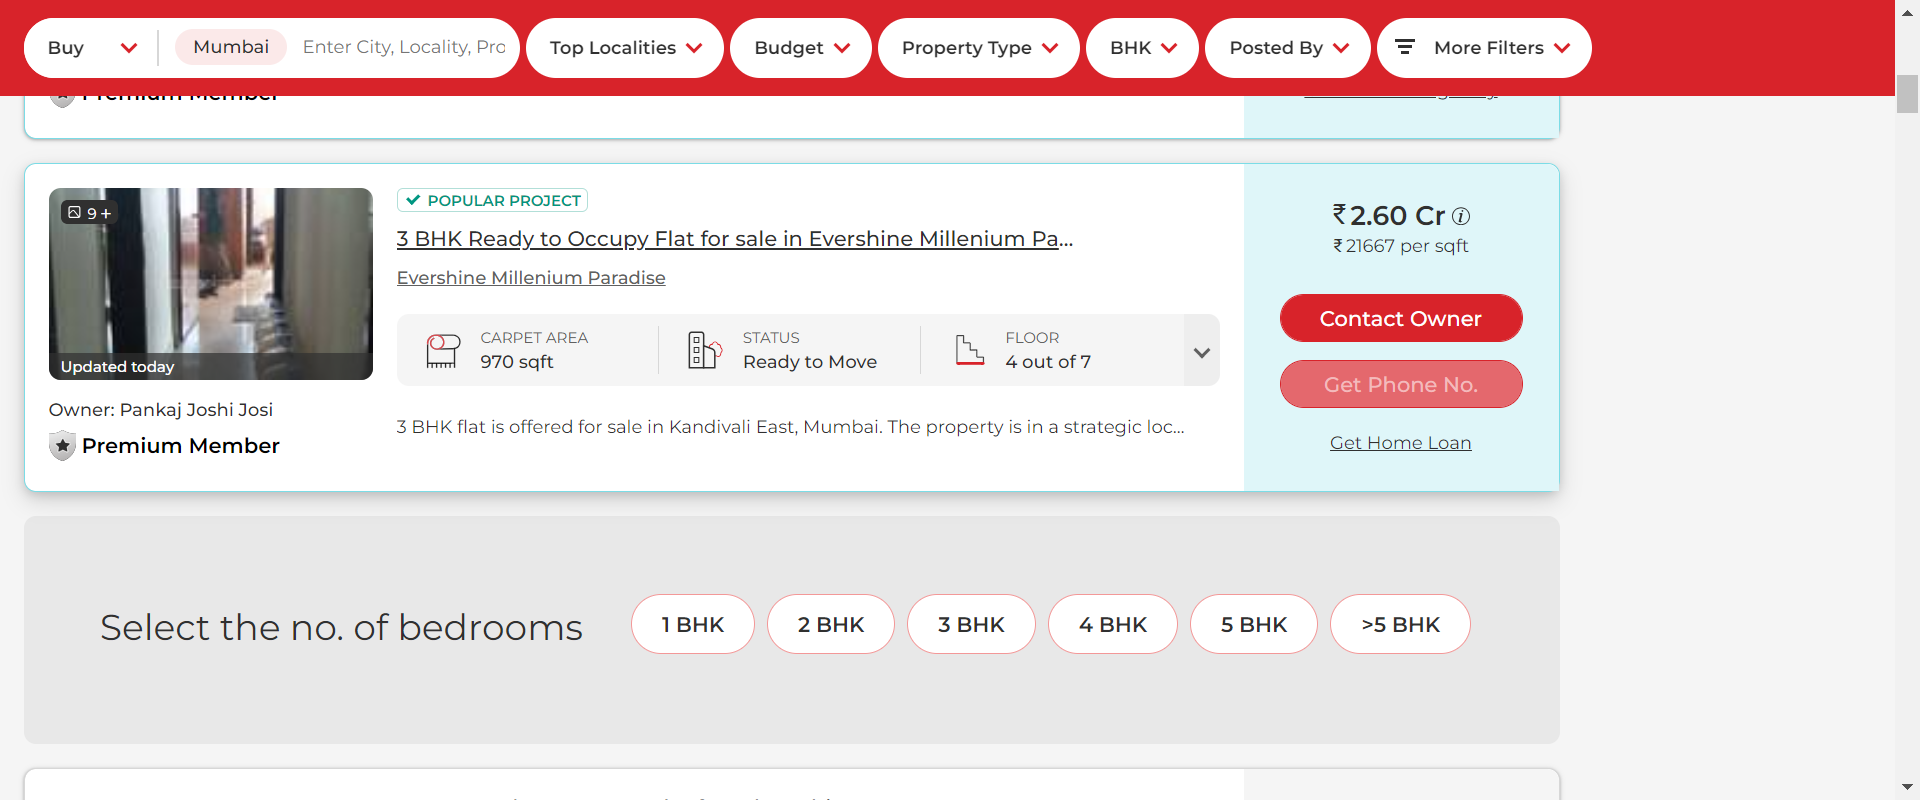 Buy
Mumbai
Enter City, Locality, Pro
Top Localities
Budget
Property Type
BHK
Posted By
More Filters
Premium Member
9+
Updated today
Owner: Pankaj Joshi Josi
Premium Member
POPULAR PROJECT
3 BHK Ready to Occupy Flat for sale in Evershine Millenium Pa...
Evershine Millenium Paradise
CARPET AREA
970 sqft
STATUS
Ready to Move
FLOOR
4 out of 7
3 BHK flat is offered for sale in Kandivali East, Mumbai. The property is in a strategic loc...
₹2.60 Cr
₹21667 per sqft
Contact Owner
Get Phone No.
Get Home Loan
Select the no. of bedrooms
1 BHK
2 BHK
3 BHK
4 BHK
5 BHK
>5 BHK